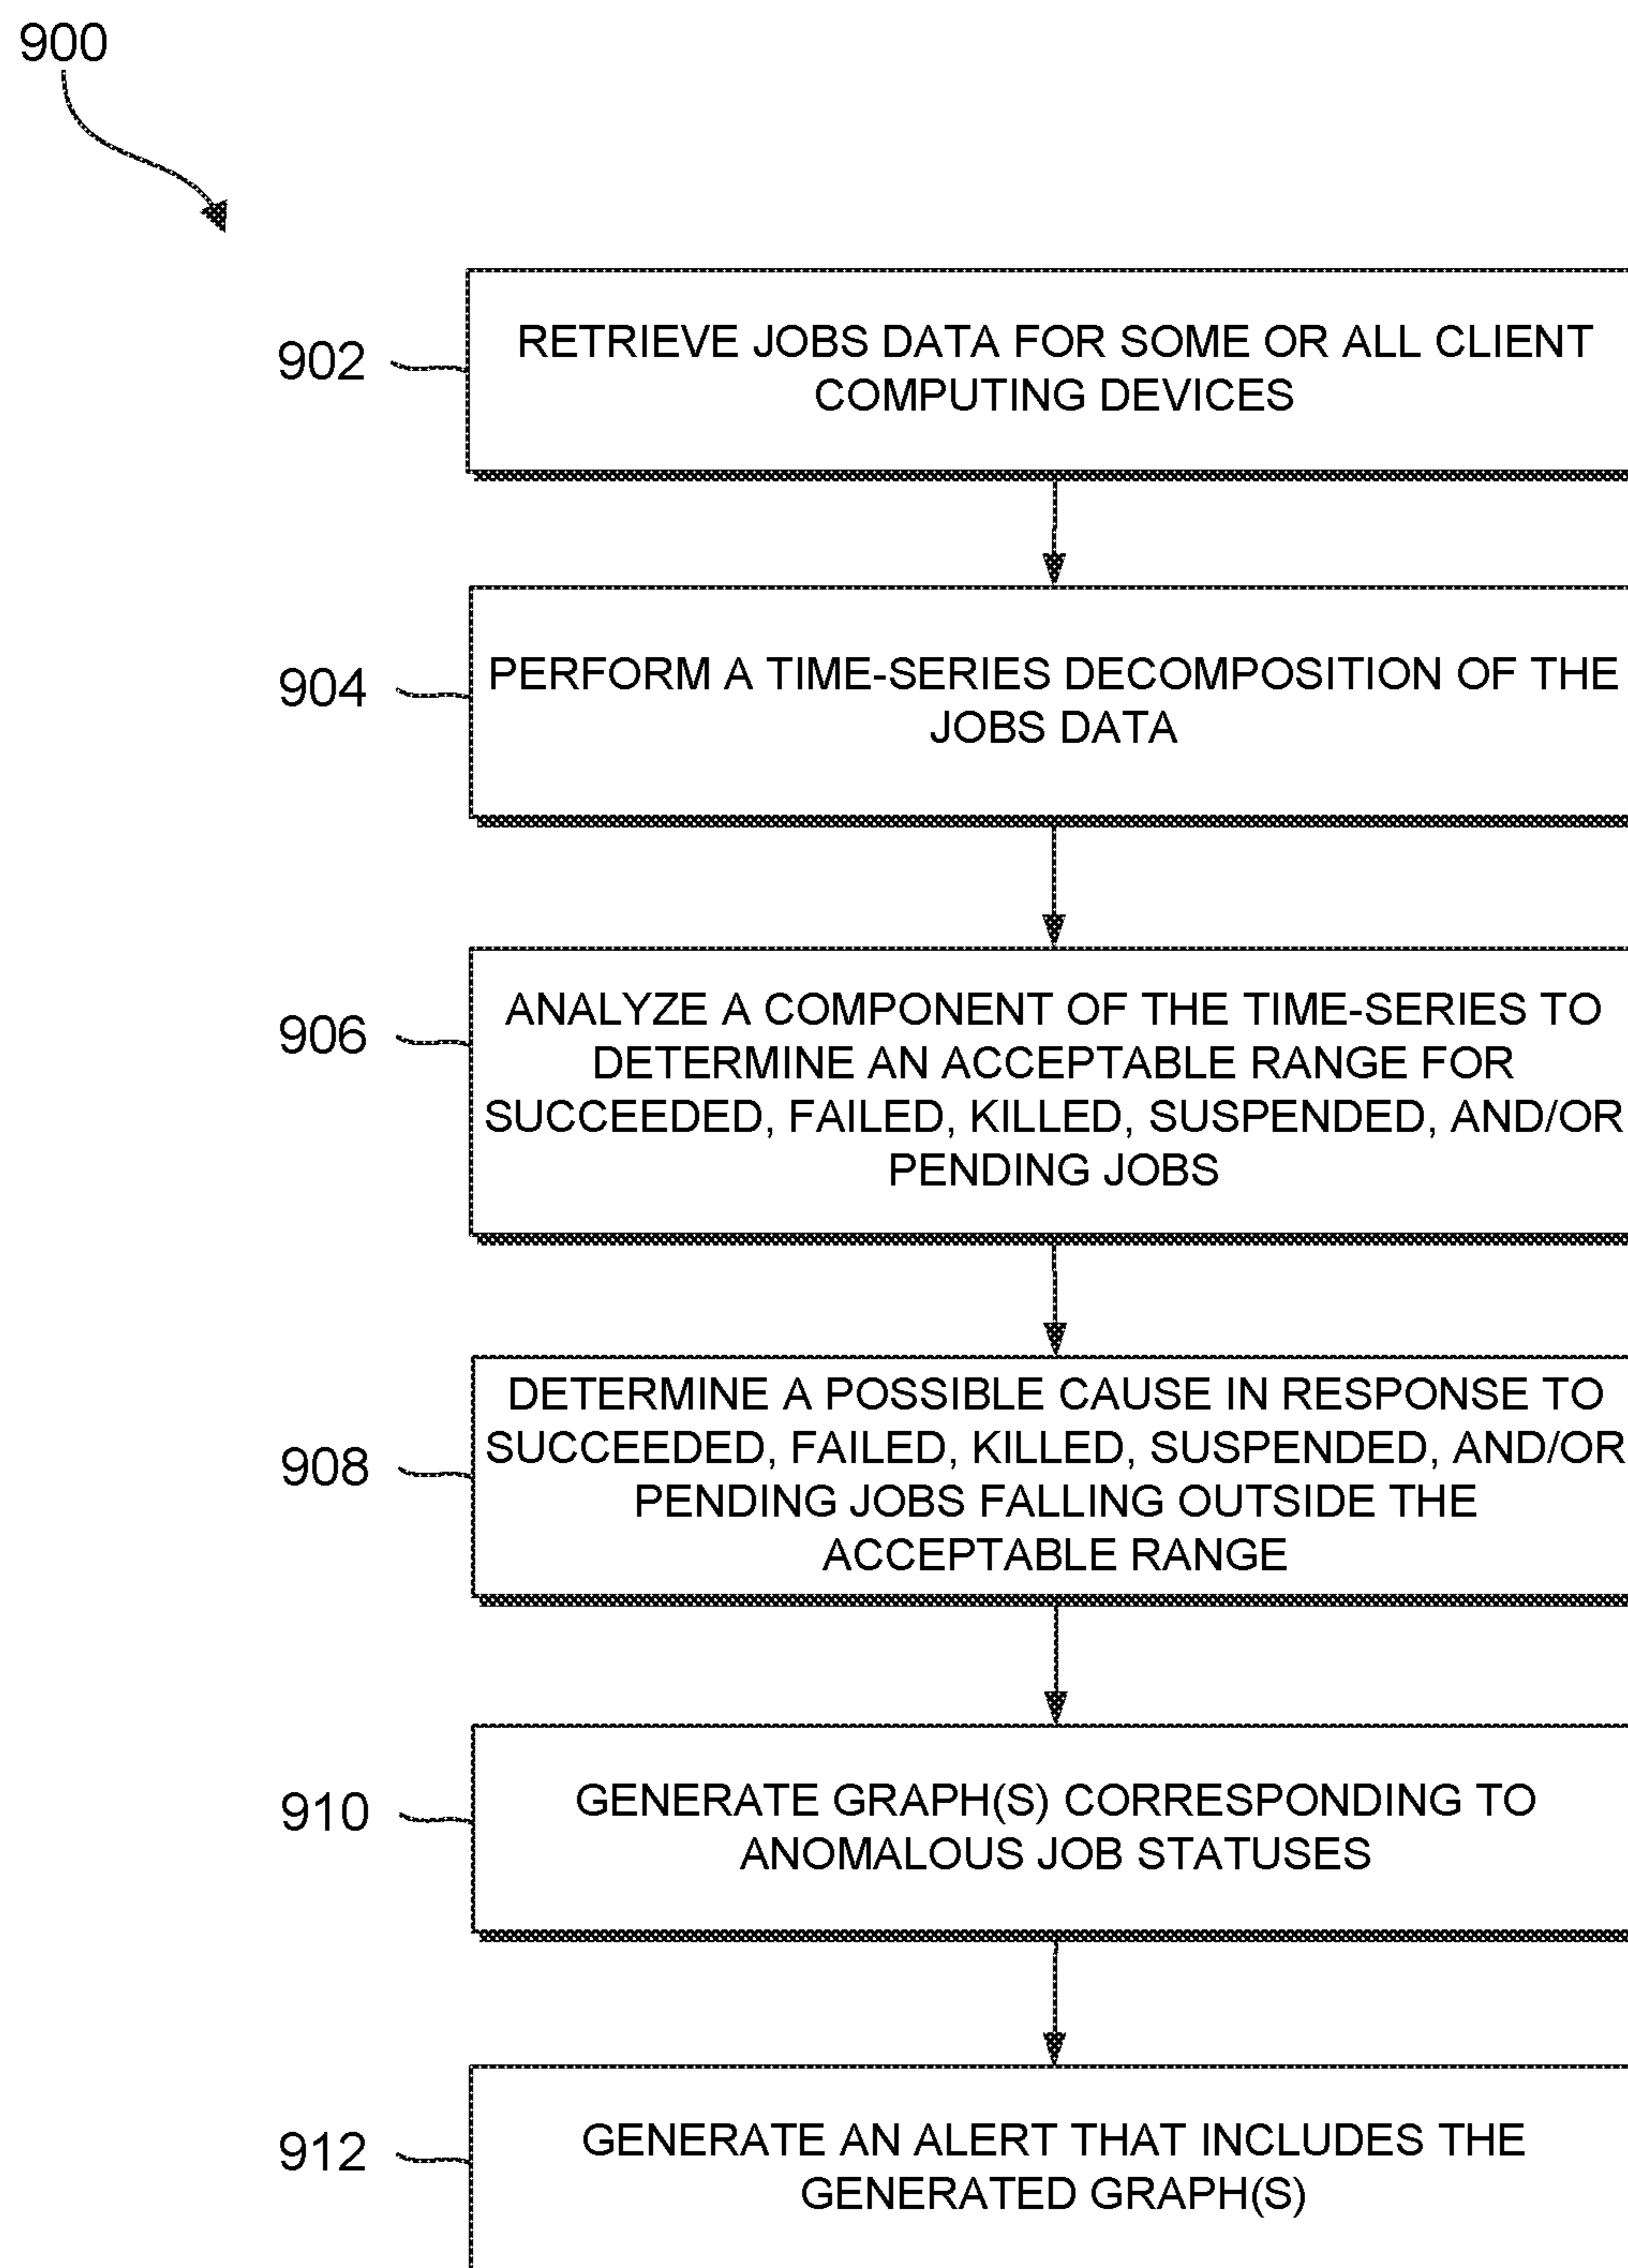 900
902
RETRIEVE JOBS DATA FOR SOME OR ALL CLIENT
COMPUTING DEVICES
904
PERFORM A TIME-SERIES DECOMPOSITION OF THE
JOBS DATA
906
ANALYZE A COMPONENT OF THE TIME-SERIES TO
DETERMINE AN ACCEPTABLE RANGE FOR
SUCCEEDED, FAILED, KILLED, SUSPENDED, AND/OR
PENDING JOBS
908
DETERMINE A POSSIBLE CAUSE IN RESPONSE TO
SUCCEEDED, FAILED, KILLED, SUSPENDED, AND/OR
PENDING JOBS FALLING OUTSIDE THE
ACCEPTABLE RANGE
910
GENERATE GRAPH(S) CORRESPONDING TO
ANOMALOUS JOB STATUSES
912
GENERATE AN ALERT THAT INCLUDES THE
GENERATED GRAPH(S)